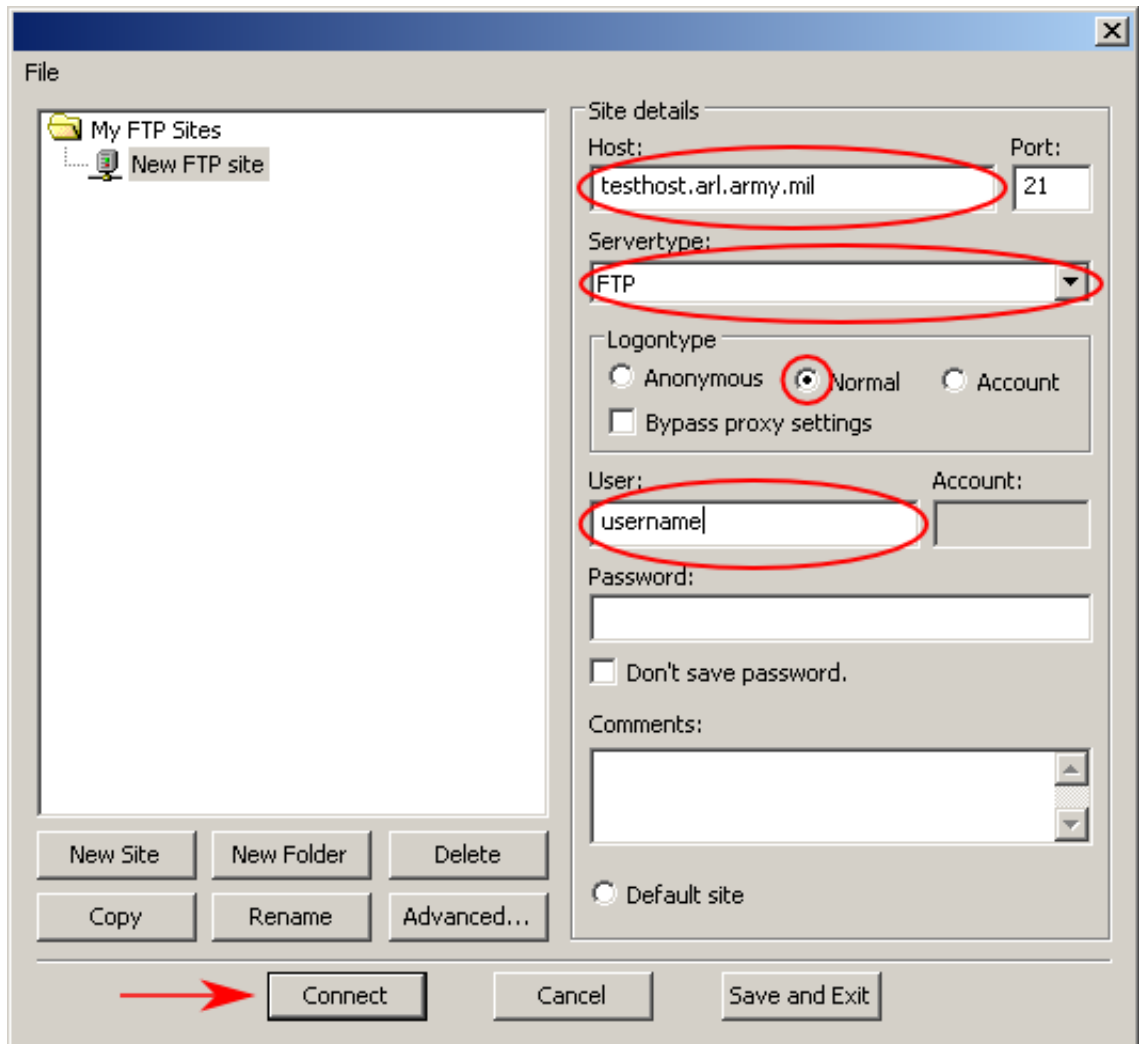 File
My FTP Sites
New FTP site
Site details
Host: Port:
testhost.arl.army.mil 21
Servertype:
FTP
Logontype
Anonymous Normal Account
Bypass proxy settings
User: Account:
username
Password:
Don't save password.
Comments:
New Site New Folder Delete
Default site
Copy Rename Advanced...
Connect Cancel Save and Exit